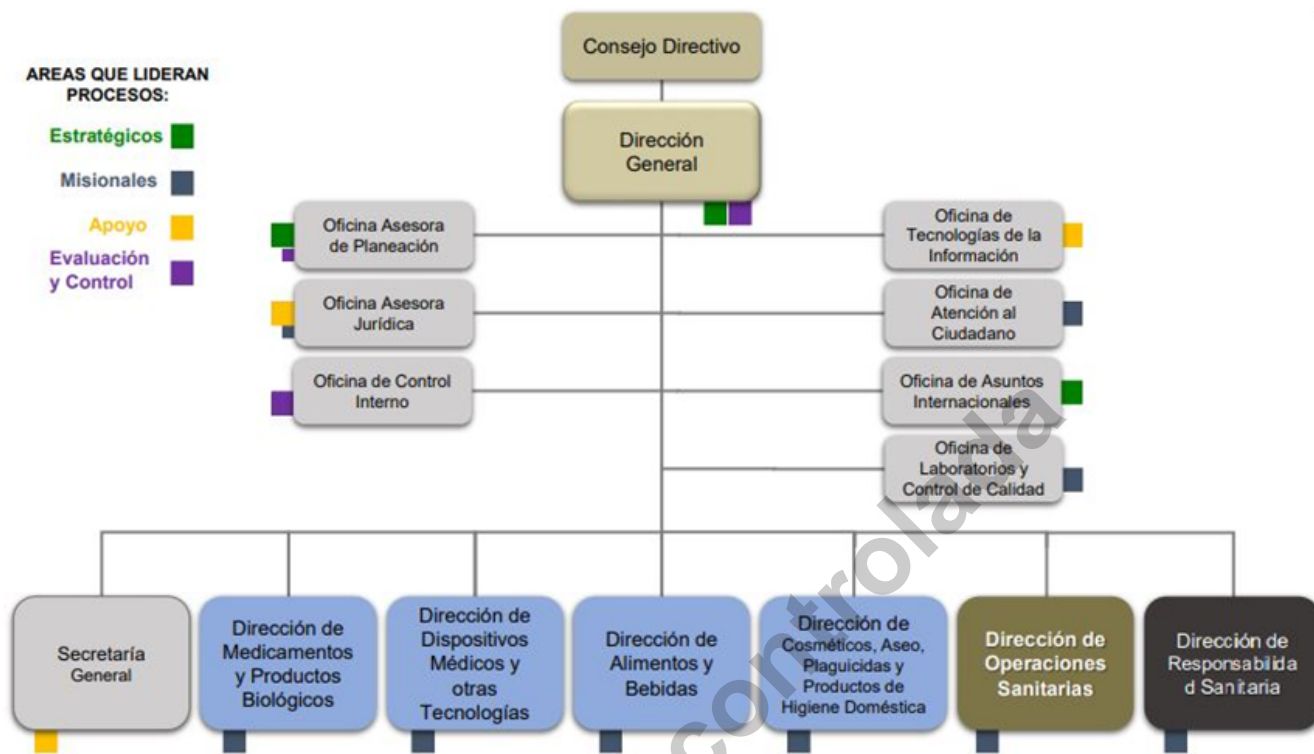 Consejo Directivo
AREAS QUE LIDERAN
PROCESOS:
Estratégicos
Misionales
Apoyo
Evaluación
y Control
Dirección
General
Oficina Asesora
de Planeación
Oficina de
Tecnologías de la
Información
Oficina Asesora
Jurídica
Oficina de
Atención al
Ciudadano
Oficina de Control
Interno
Oficina de Asuntos
Internacionales
Oficina de
Laboratorios y
Control de Calidad
Secretaría
General
Dirección de
Medicamentos
y Productos
Biológicos
Dirección de
Dispositivos
Médicos y
otras
Tecnologías
Dirección de
Alimentos y
Bebidas
Dirección de
Cosméticos, Aseo,
Plaguicidas y
Productos de
Higiene Doméstica
Dirección de
Operaciones
Sanitarias
Dirección de
Responsabilida
d Sanitaria
controlada